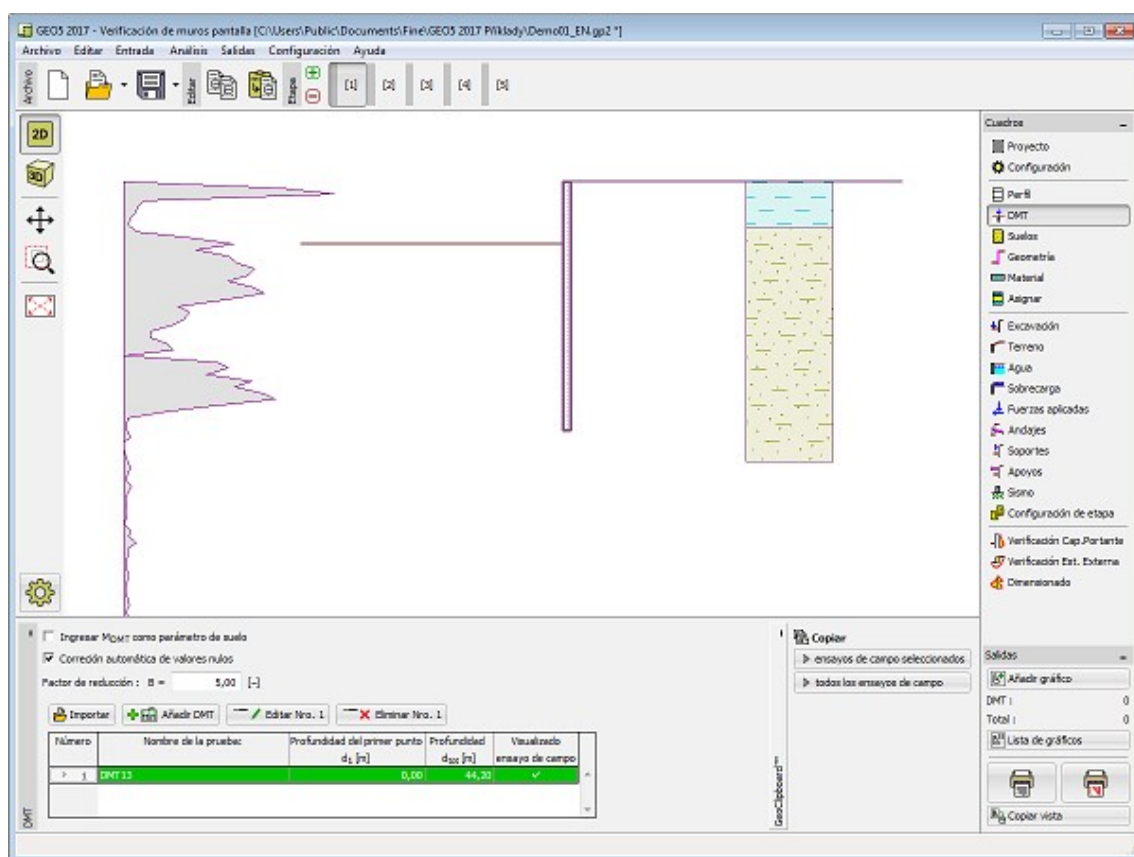 GEO5 2017 - Verificación de muros pantalla [C:\Users\Public\Documents\Fine\GEO5 2017 Příklady\Demo01_EN.gp2 *]
Archivo Editar Entrada Análisis Salidas Configuración Ayuda
Archivo Editar Etapa [1] [2] [3] [4] [5]
2D
3D
Cuadros
Proyecto
Configuración
Perfil
DMT
Suelos
Geometría
Material
Asignar
Excavación
Terreno
Agua
Sobrecarga
Fuerzas aplicadas
Anclajes
Soportes
Apoyos
Sismo
Configuración de etapa
Verificación Cap.Portante
Verificación Est. Externa
Dimensionado
Ingresar MDMT como parámetro de suelo
Correción automática de valores nulos
Factor de reducción : B = 5,00 [-]
Importar Añadir DMT Editar Nro. 1 Eliminar Nro. 1
Número Nombre de la prueba: Profundidad del primer punto Profundidad Visualizado
d1 [m] dtot [m] ensayo de campo
1 DMT13 0,00 44,20
DMT
GeoClipboard™
Copiar
ensayos de campo seleccionados
todos los ensayos de campo
Salidas
Añadir gráfico
DMT : 0
Total : 0
Lista de gráficos
Copiar vista